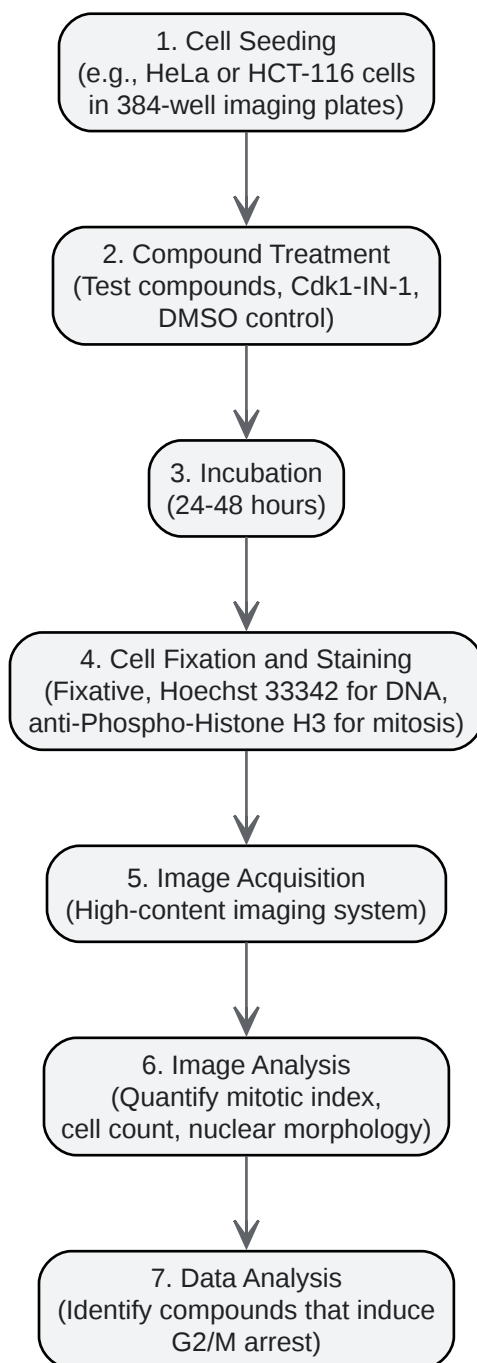 1. Cell Seeding
(e.g., HeLa or HCT-116 cells
in 384-well imaging plates)
2. Compound Treatment
(Test compounds, Cdk1-IN-1,
DMSO control)
3. Incubation
(24-48 hours)
4. Cell Fixation and Staining
(Fixative, Hoechst 33342 for DNA,
anti-Phospho-Histone H3 for mitosis)
5. Image Acquisition
(High-content imaging system)
6. Image Analysis
(Quantify mitotic index,
cell count, nuclear morphology)
7. Data Analysis
(Identify compounds that induce
G2/M arrest)